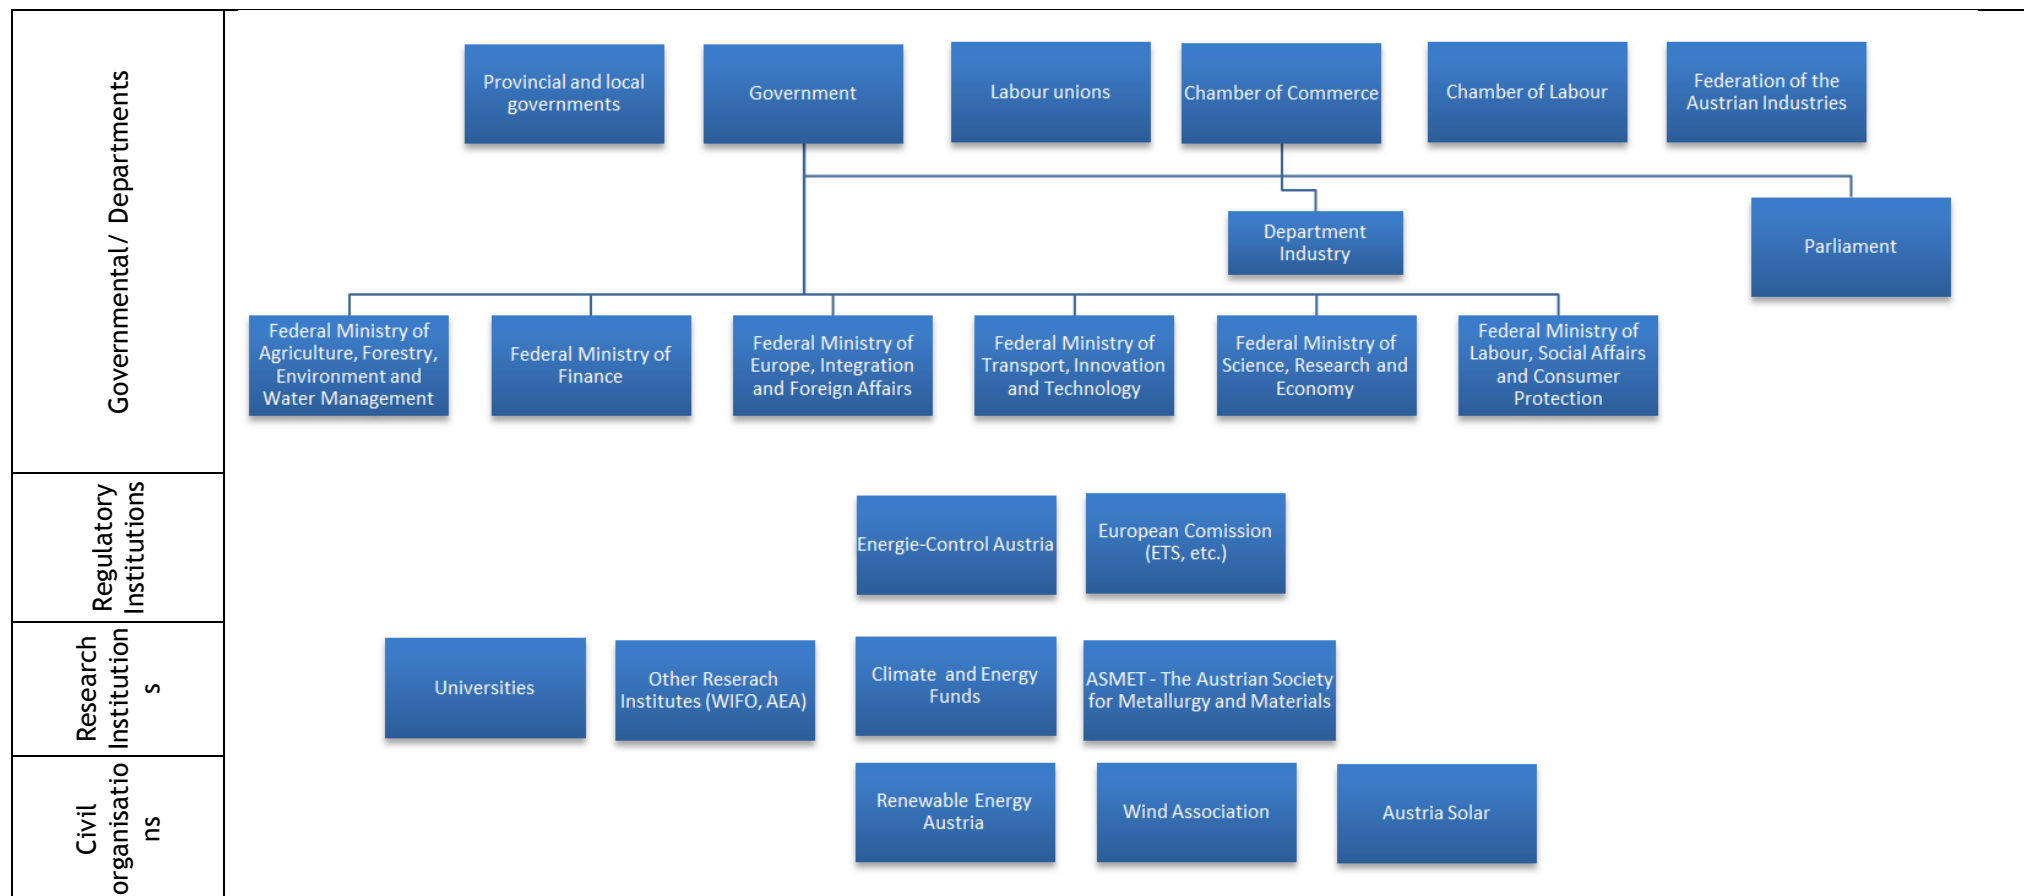 Governmental/ Departments
Provincial and local
governments
Government
Labour unions
Chamber of Commerce
Chamber of Labour
Federation of the
Austrian Industries
Department
Industry
Parliament
Federal Ministry of
Agriculture, Forestry,
Environment and
Water Management
Federal Ministry of
Finance
Federal Ministry of
Europe, Integration
and Foreign Affairs
Federal Ministry of
Transport, Innovation
and Technology
Federal Ministry of
Science, Research and
Economy
Federal Ministry of
Labour, Social Affairs
and Consumer
Protection
Regulatory
Institutions
Energie-Control Austria
European Comission
(ETS, etc.)
Research
Institution
s
Universities
Other Reserach
Institutes (WIFO, AEA)
Climate and Energy
Funds
ASMET - The Austrian Society
for Metallurgy and Materials
Civil
organisatio
ns
Renewable Energy
Austria
Wind Association
Austria Solar